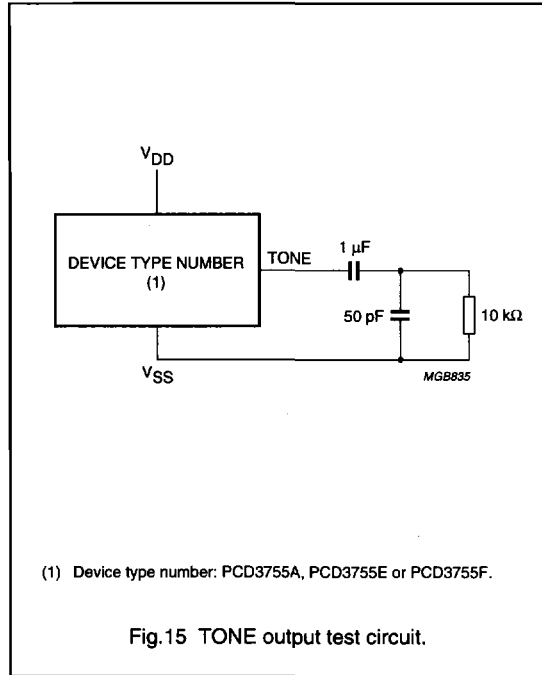 V_DD
DEVICE TYPE NUMBER
(1)
TONE
1 μF
50 pF
10 kΩ
V_SS
MGB835
(1) Device type number: PCD3755A, PCD3755E or PCD3755F.
Fig.15 TONE output test circuit.